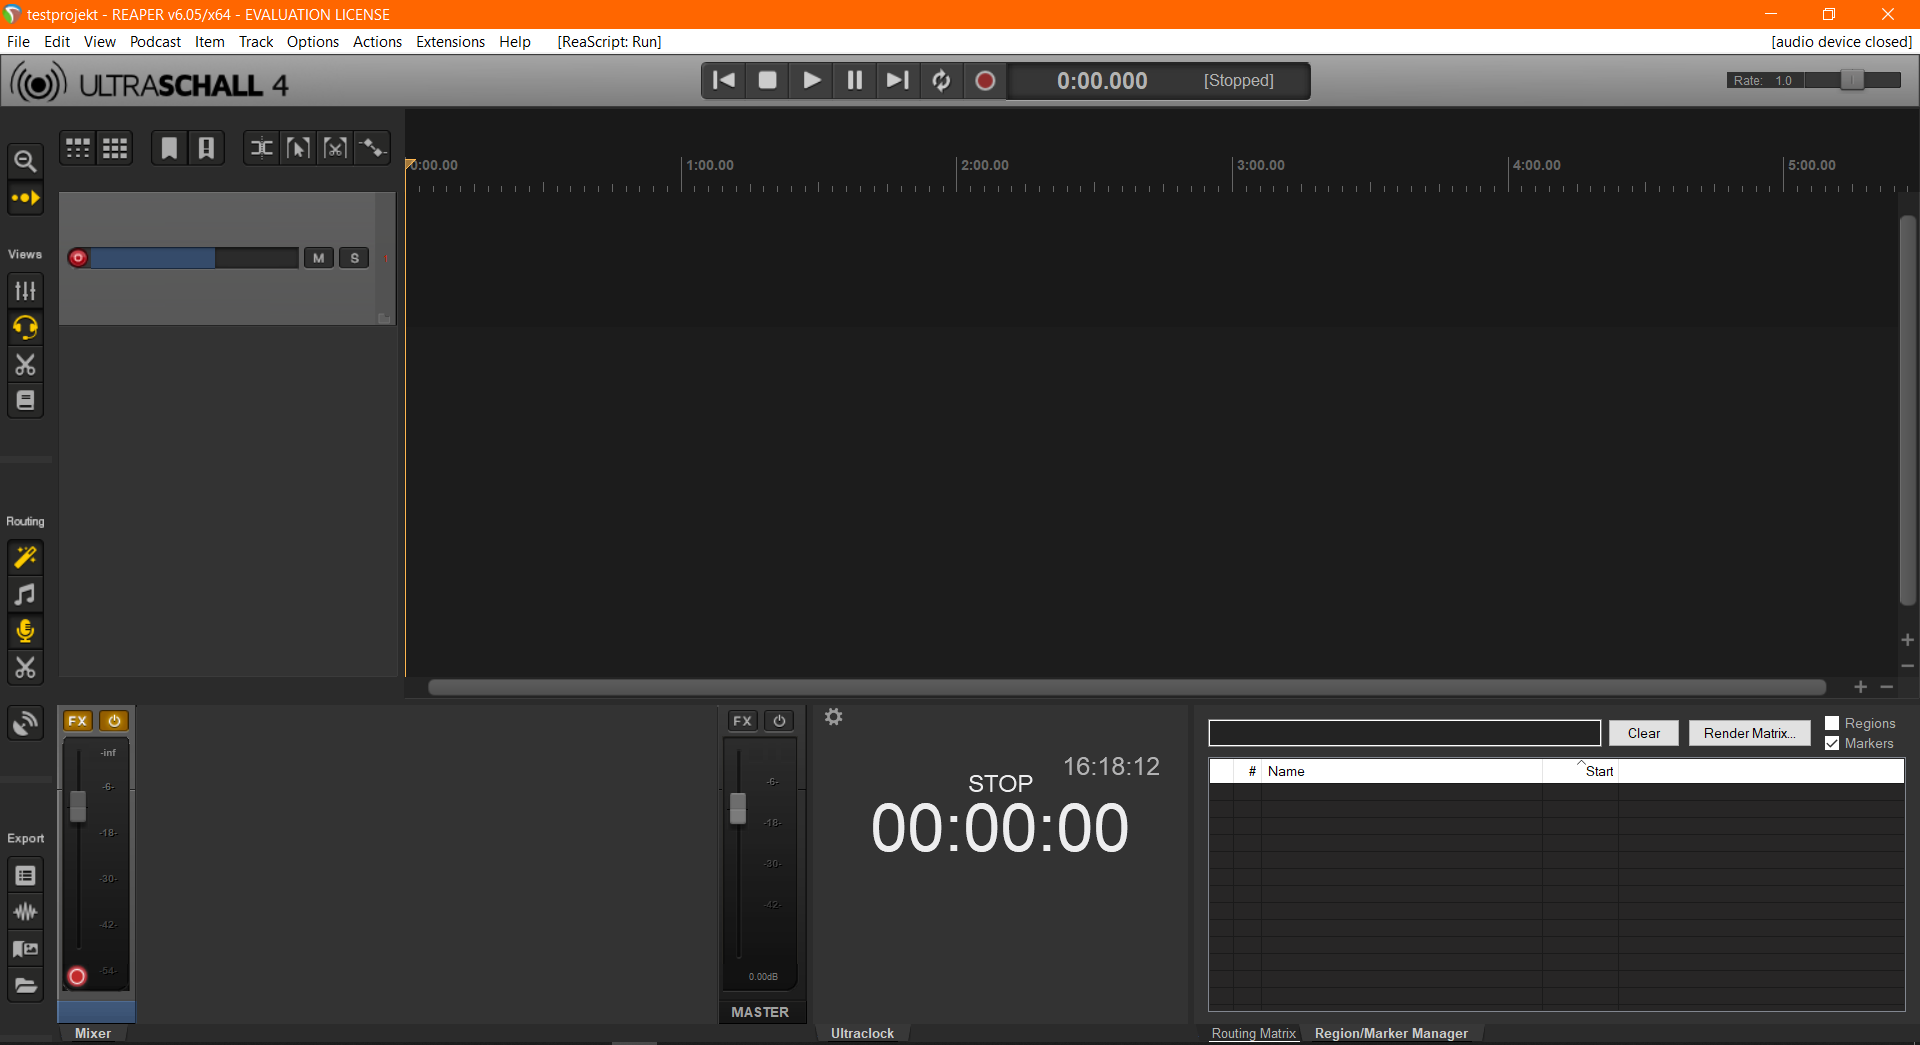 testprojekt - REAPER v6.05/x64 - EVALUATION LICENSE
File Edit View Podcast Item Track Options Actions Extensions Help [ReaScript: Run] [audio device closed]
ULTRASCHALL 4
0:00.000 [Stopped]
Rate: 1.0
0:00.00 1:00.00 2:00.00 3:00.00 4:00.00 5:00.00
M S
Views
Routing
Export
FX
-inf
-6-
-18-
-30-
-42-
-54-
Mixer
FX
-6-
-18-
-30-
-42-
0.00dB
MASTER
16:18:12
STOP
00:00:00
Ultraclock
Clear
Render Matrix...
Regions
Markers
# Name Start
Routing Matrix
Region/Marker Manager